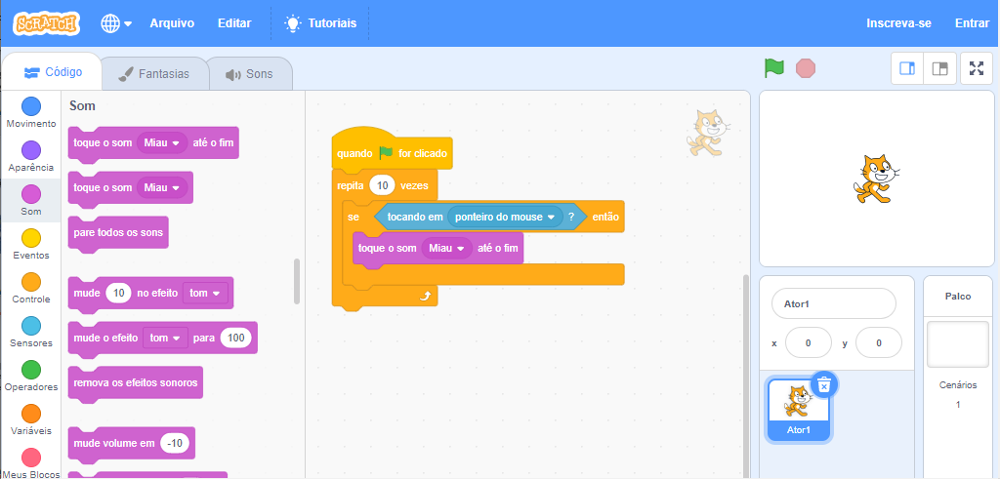 SCRATCH
Arquivo
Editar
Tutoriais
Inscreva-se
Entrar
Código
Fantasias
Sons
Movimento
Aparência
Som
Eventos
Controle
Sensores
Operadores
Variáveis
Meus Blocos
Som
toque o som Miau até o fim
toque o som Miau
pare todos os sons
mude 10 no efeito tom
mude o efeito tom para 100
remova os efeitos sonoros
mude volume em -10
quando for clicado
repita 10 vezes
se tocando em ponteiro do mouse ? então
toque o som Miau até o fim
Ator1
x 0 y 0
Ator1
Palco
Cenários
1